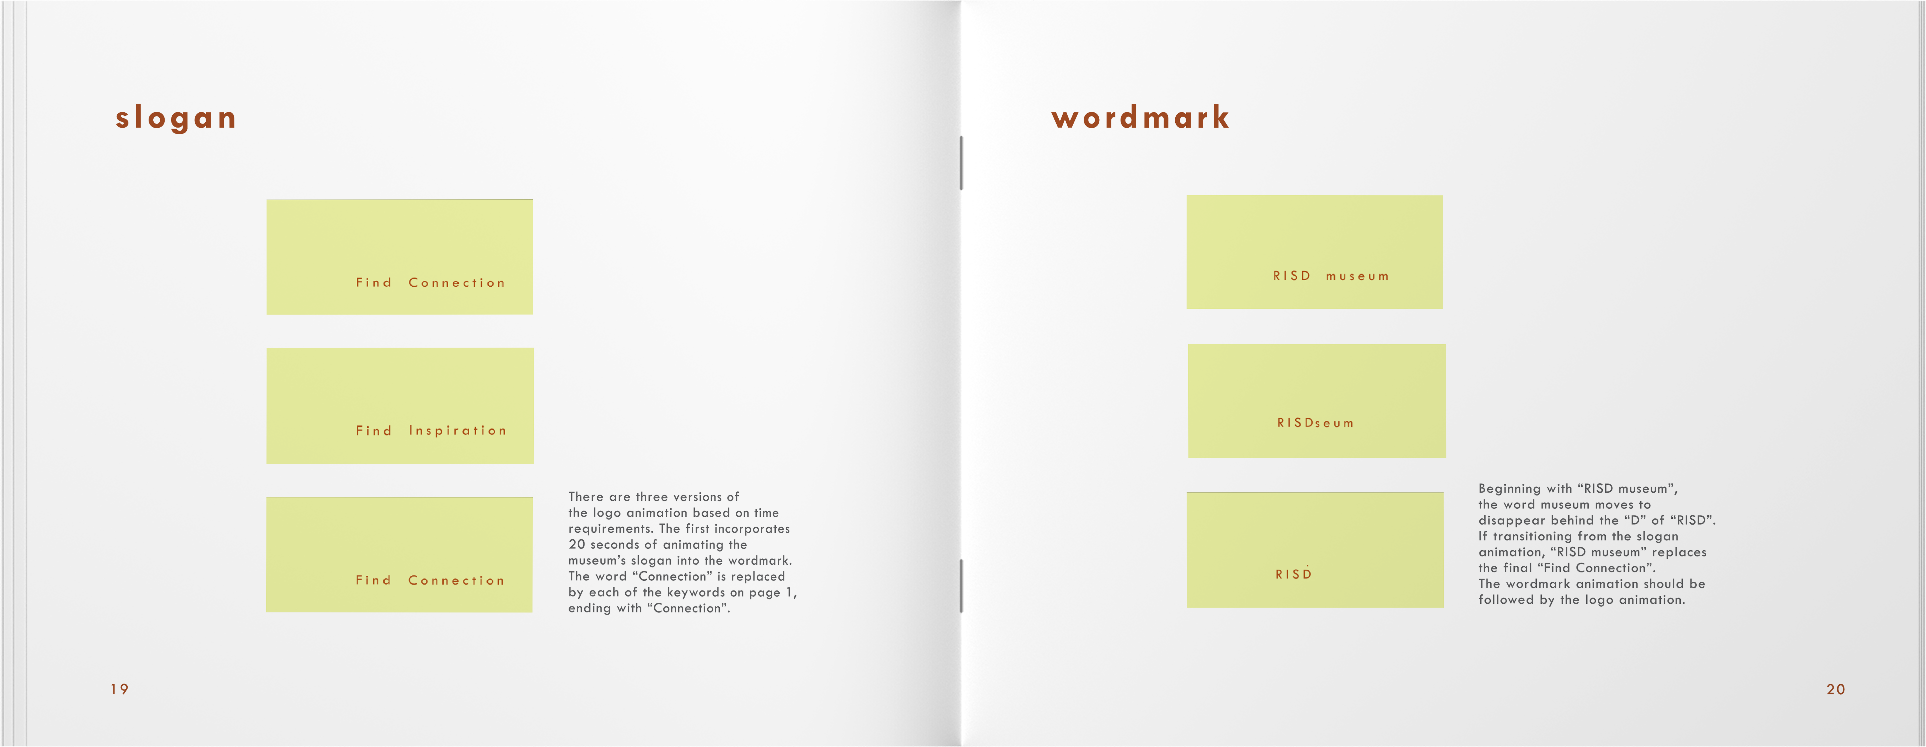 slogan
Find Connection
Find Inspiration
Find Connection
There are three versions of
the logo animation based on time
requirements. The first incorporates
20 seconds of animating the
museum’s slogan into the wordmark.
The word “Connection” is replaced
by each of the keywords on page 1,
ending with “Connection”.
19
wordmark
RISD museum
RISDseum
RISD
Beginning with “RISD museum”,
the word museum moves to
disappear behind the “D” of “RISD”.
If transitioning from the slogan
animation, “RISD museum” replaces
the final “Find Connection”.
The wordmark animation should be
followed by the logo animation.
20